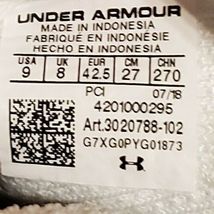 UNDER ARMOUR
MADE IN INDONESIA
FABRIQUÉ EN INDONÉSIE
HECHO EN INDONESIA
USA UK EUR CM CHN
9 8 42.5 27 270
PCI 07/18
4201000295
Art.3020788-102
G7XG0PYG01873